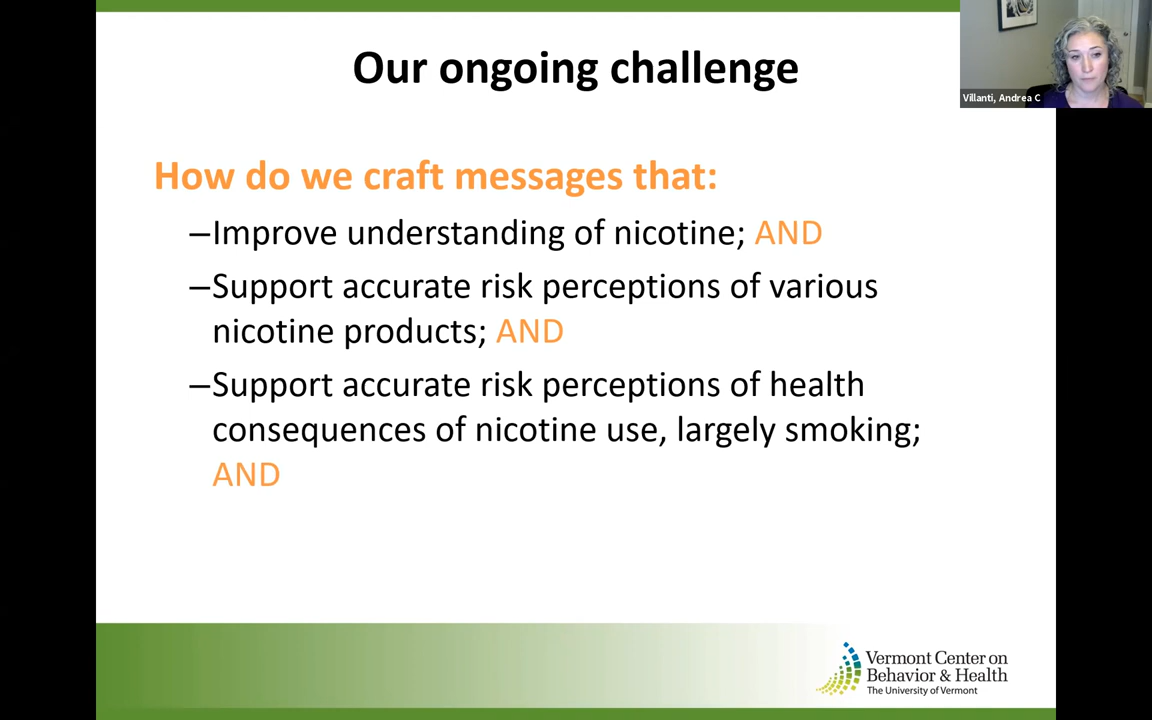 Our ongoing challenge
Villanti, Andrea C
How do we craft messages that:
–Improve understanding of nicotine; AND
–Support accurate risk perceptions of various
nicotine products; AND
–Support accurate risk perceptions of health
consequences of nicotine use, largely smoking;
AND
Vermont Center on
Behavior & Health
The University of Vermont